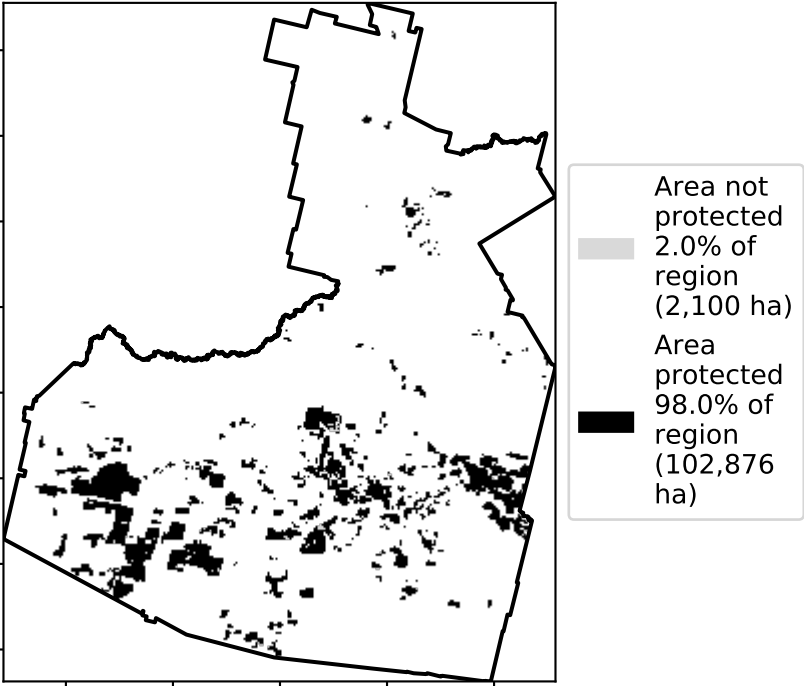 Area not
protected
2.0% of
region
(2,100 ha)
Area
protected
98.0% of
region
(102,876
ha)